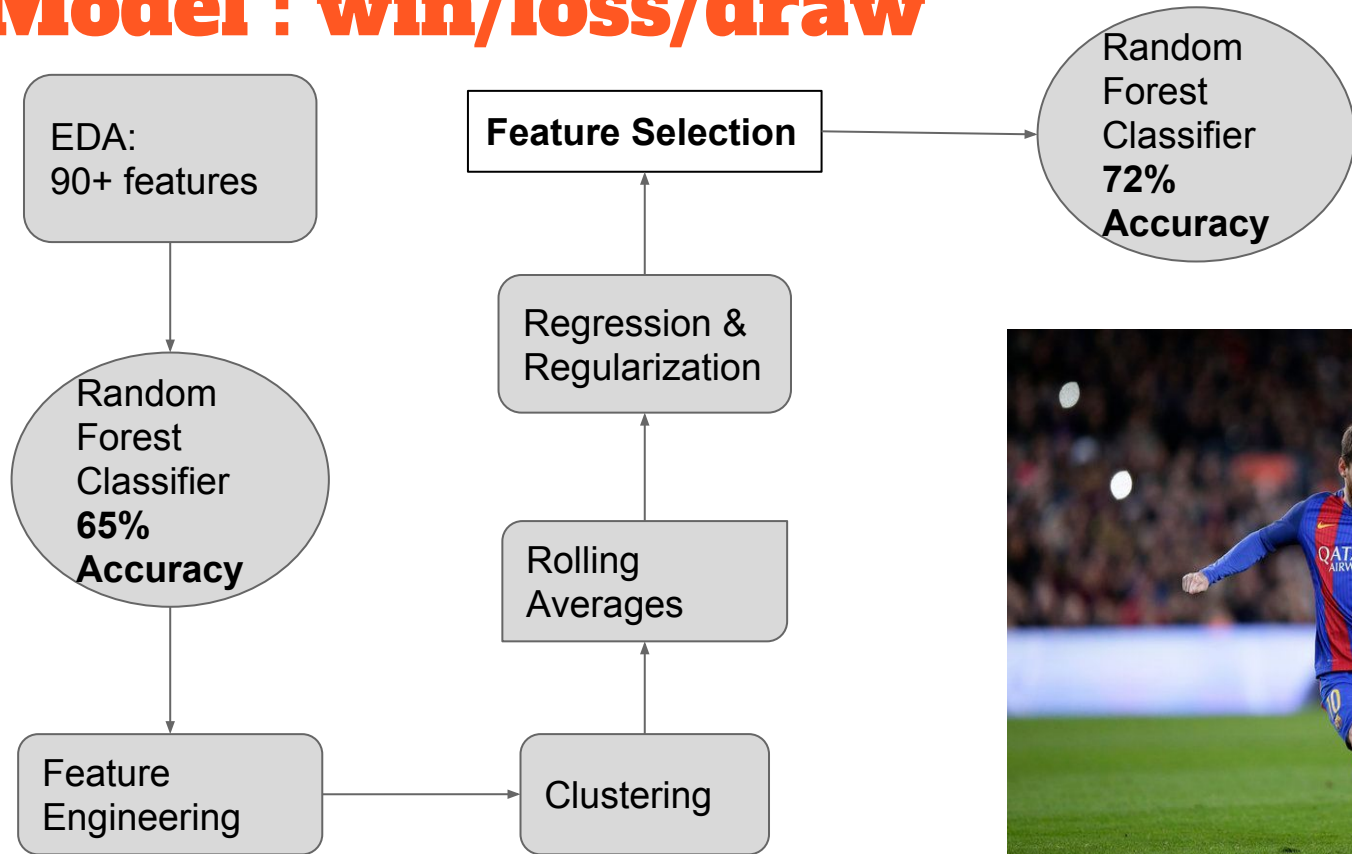 Model : win/loss/draw
EDA:
90+ features
Random
Forest
Classifier
65%
Accuracy
Feature
Engineering
Clustering
Rolling
Averages
Regression &
Regularization
Feature Selection
Random
Forest
Classifier
72%
Accuracy
10